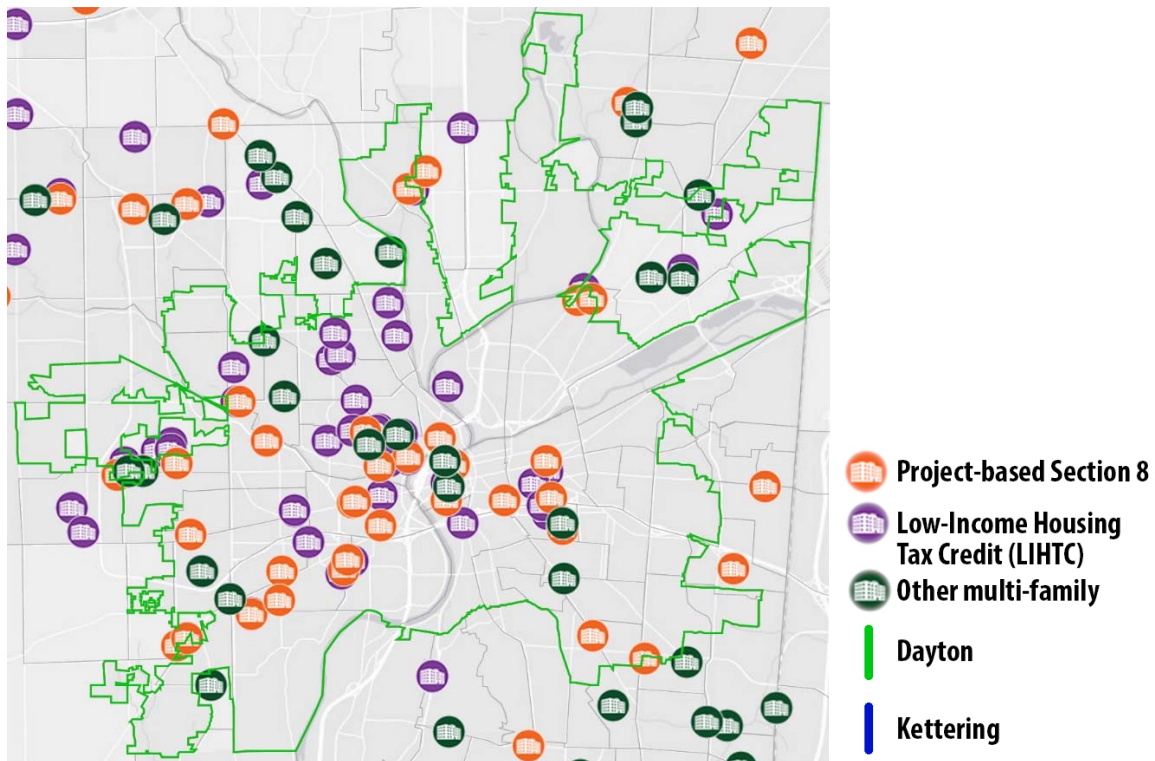 Project-based Section 8
Low-Income Housing
Tax Credit (LIHTC)
Other multi-family
Dayton
Kettering